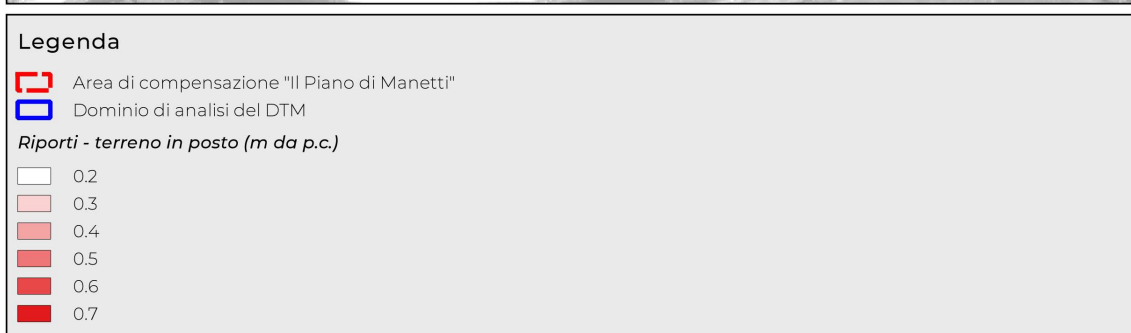 Legenda
Area di compensazione "Il Piano di Manetti"
Dominio di analisi del DTM
Riporti - terreno in posto (m da p.c.)
0.2
0.3
0.4
0.5
0.6
0.7